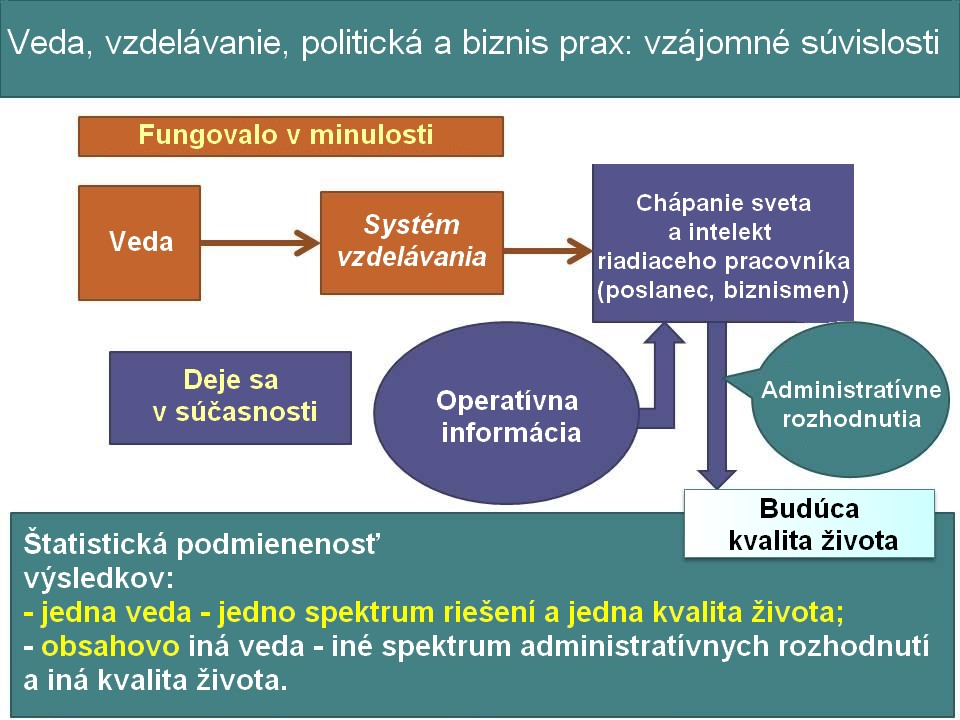 Veda, vzdelávanie, politická a biznis prax: vzájomné súvislosti
Fungovalo v minulosti
Veda
Systém
vzdelávania
Chápanie sveta
a intelekt
riadiaceho pracovníka
(poslanec, biznismen)
Deje sa
v súčasnosti
Operatívna
informácia
Administratívne
rozhodnutia
Budúca
kvalita života
Štatistická podmienenosť
výsledkov:
- jedna veda - jedno spektrum riešení a jedna kvalita života;
- obsahovo iná veda - iné spektrum administratívnych rozhodnutí
a iná kvalita života.